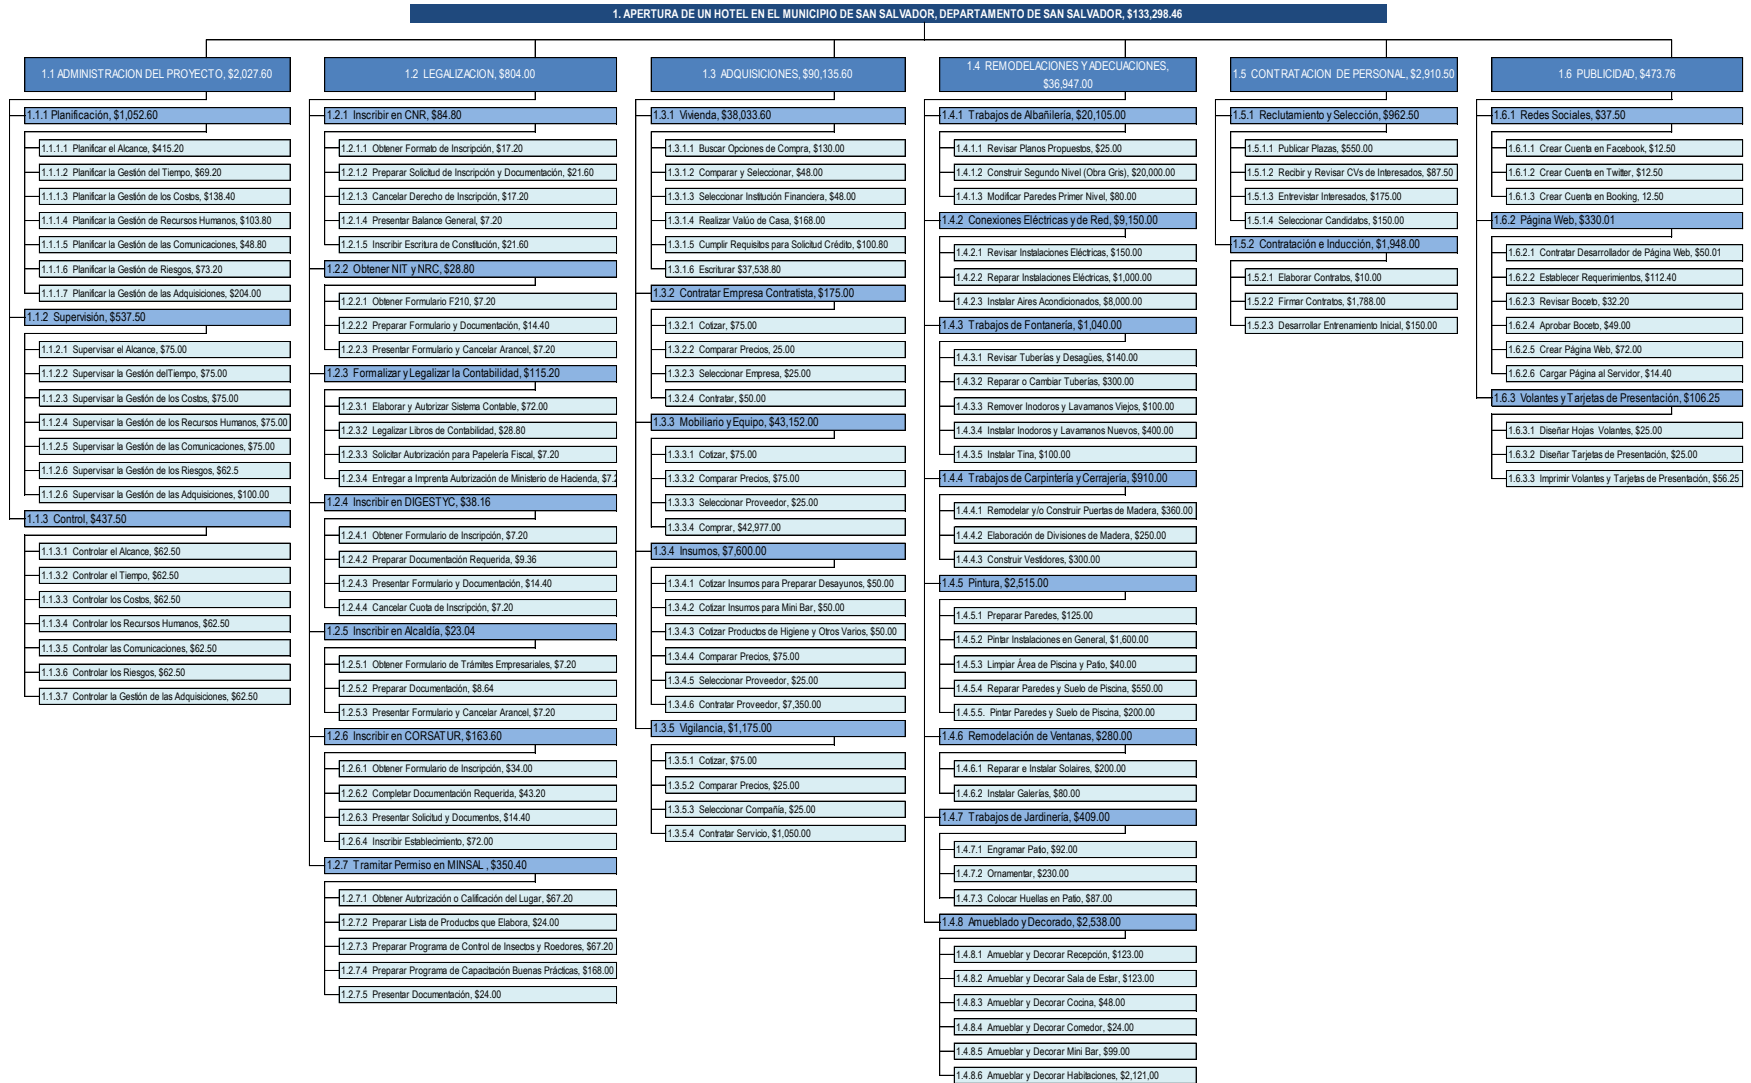 1. APERTURA DE UN HOTEL EN EL MUNICIPIO DE SAN SALVADOR, DEPARTAMENTO DE SAN SALVADOR, $133,298.46
1.1 ADMINISTRACION DEL PROYECTO, $2,027.60
1.1.1 Planificación, $1,052.60
1.1.1.1 Planificar el Alcance, $415.20
1.1.1.2 Planificar la Gestión del Tiempo, $69.20
1.1.1.3 Planificar la Gestión de los Costos, $138.40
1.1.1.4 Planificar la Gestión de Recursos Humanos, $103.80
1.1.1.5 Planificar la Gestión de las Comunicaciones, $48.80
1.1.1.6 Planificar la Gestión de Riesgos, $73.20
1.1.1.7 Planificar la Gestión de las Adquisiciones, $204.00
1.1.2 Supervisión, $537.50
1.1.2.1 Supervisar el Alcance, $75.00
1.1.2.2 Supervisar la Gestión delTiempo, $75.00
1.1.2.3 Supervisar la Gestión de los Costos, $75.00
1.1.2.4 Supervisar la Gestión de los Recursos Humanos, $75.00
1.1.2.5 Supervisar la Gestión de las Comunicaciones, $75.00
1.1.2.6 Supervisar la Gestión de los Riesgos, $62.5
1.1.2.6 Supervisar la Gestión de las Adquisiciones, $100.00
1.1.3 Control, $437.50
1.1.3.1 Controlar el Alcance, $62.50
1.1.3.2 Controlar el Tiempo, $62.50
1.1.3.3 Controlar los Costos, $62.50
1.1.3.4 Controlar los Recursos Humanos, $62.50
1.1.3.5 Controlar las Comunicaciones, $62.50
1.1.3.6 Controlar los Riesgos, $62.50
1.1.3.7 Controlar la Gestión de las Adquisiciones, $62.50
1.2 LEGALIZACION, $804.00
1.2.1 Inscribir en CNR, $84.80
1.2.1.1 Obtener Formato de Inscripción, $17.20
1.2.1.2 Preparar Solicitud de Inscripción y Documentación, $21.60
1.2.1.3 Cancelar Derecho de Inscripción, $17.20
1.2.1.4 Presentar Balance General, $7.20
1.2.1.5 Inscribir Escritura de Constitución, $21.60
1.2.2 Obtener NIT y NRC, $28.80
1.2.2.1 Obtener Formulario F210, $7.20
1.2.2.2 Preparar Formulario y Documentación, $14.40
1.2.2.3 Presentar Formulario y Cancelar Arancel, $7.20
1.2.3 Formalizar y Legalizar la Contabilidad, $115.20
1.2.3.1 Elaborar y Autorizar Sistema Contable, $72.00
1.2.3.2 Legalizar Libros de Contabilidad, $28.80
1.2.3.3 Solicitar Autorización para Papelería Fiscal, $7.20
1.2.3.4 Entregar a Imprenta Autorización de Ministerio de Hacienda, $7.2
1.2.4 Inscribir en DIGESTYC, $38.16
1.2.4.1 Obtener Formulario de Inscripción, $7.20
1.2.4.2 Preparar Documentación Requerida, $9.36
1.2.4.3 Presentar Formulario y Documentación, $14.40
1.2.4.4 Cancelar Cuota de Inscripción, $7.20
1.2.5 Inscribir en Alcaldía, $23.04
1.2.5.1 Obtener Formulario de Trámites Empresariales, $7.20
1.2.5.2 Preparar Documentación, $8.64
1.2.5.3 Presentar Formulario y Cancelar Arancel, $7.20
1.2.6 Inscribir en CORSATUR, $163.60
1.2.6.1 Obtener Formulario de Inscripción, $34.00
1.2.6.2 Completar Documentación Requerida, $43.20
1.2.6.3 Presentar Solicitud y Documentos, $14.40
1.2.6.4 Inscribir Establecimiento, $72.00
1.2.7 Tramitar Permiso en MINSAL, $350.40
1.2.7.1 Obtener Autorización o Calificación del Lugar, $67.20
1.2.7.2 Preparar Lista de Productos que Elabora, $24.00
1.2.7.3 Preparar Programa de Control de Insectos y Roedores, $67.20
1.2.7.4 Preparar Programa de Capacitación Buenas Prácticas, $168.00
1.2.7.5 Presentar Documentación, $24.00
1.3 ADQUISICIONES, $90,135.60
1.3.1 Vivienda, $38,033.60
1.3.1.1 Buscar Opciones de Compra, $130.00
1.3.1.2 Comparar y Seleccionar, $48.00
1.3.1.3 Seleccionar Institución Financiera, $48.00
1.3.1.4 Realizar Valúo de Casa, $168.00
1.3.1.5 Cumplir Requisitos para Solicitud Crédito, $100.80
1.3.1.6 Escriturar $37,538.80
1.3.2 Contratar Empresa Contratista, $175.00
1.3.2.1 Cotizar, $75.00
1.3.2.2 Comparar Precios, 25.00
1.3.2.3 Seleccionar Empresa, $25.00
1.3.2.4 Contratar, $50.00
1.3.3 Mobiliario y Equipo, $43,152.00
1.3.3.1 Cotizar, $75.00
1.3.3.2 Comparar Precios, $75.00
1.3.3.3 Seleccionar Proveedor, $25.00
1.3.3.4 Comprar, $42,977.00
1.3.4 Insumos, $7,600.00
1.3.4.1 Cotizar Insumos para Preparar Desayunos, $50.00
1.3.4.2 Cotizar Insumos para Mini Bar, $50.00
1.3.4.3 Cotizar Productos de Higiene y Otros Varios, $50.00
1.3.4.4 Comparar Precios, $75.00
1.3.4.5 Seleccionar Proveedor, $25.00
1.3.4.6 Contratar Proveedor, $7,350.00
1.3.5 Vigilancia, $1,175.00
1.3.5.1 Cotizar, $75.00
1.3.5.2 Comparar Precios, $25.00
1.3.5.3 Seleccionar Compañía, $25.00
1.3.5.4 Contratar Servicio, $1,050.00
1.4 REMODELACIONES Y ADECUACIONES,
$36,947.00
1.4.1 Trabajos de Albañilería, $20,105.00
1.4.1.1 Revisar Planos Propuestos, $25.00
1.4.1.2 Construir Segundo Nivel (Obra Gris), $20,000.00
1.4.1.3 Modificar Paredes Primer Nivel, $80.00
1.4.2 Conexiones Eléctricas y de Red, $9,150.00
1.4.2.1 Revisar Instalaciones Eléctricas, $150.00
1.4.2.2 Reparar Instalaciones Eléctricas, $1,000.00
1.4.2.3 Instalar Aires Acondicionados, $8,000.00
1.4.3 Trabajos de Fontanería, $1,040.00
1.4.3.1 Revisar Tuberías y Desagües, $140.00
1.4.3.2 Reparar o Cambiar Tuberías, $300.00
1.4.3.3 Remover Inodoros y Lavamanos Viejos, $100.00
1.4.3.4 Instalar Inodoros y Lavamanos Nuevos, $400.00
1.4.3.5 Instalar Tina, $100.00
1.4.4 Trabajos de Carpintería y Cerrajería, $910.00
1.4.4.1 Remodelar y/o Construir Puertas de Madera, $360.00
1.4.4.2 Elaboración de Divisiones de Madera, $250.00
1.4.4.3 Construir Vestidores, $300.00
1.4.5 Pintura, $2,515.00
1.4.5.1 Preparar Paredes, $125.00
1.4.5.2 Pintar Instalaciones en General, $1,600.00
1.4.5.3 Limpiar Área de Piscina y Patio, $40.00
1.4.5.4 Reparar Paredes y Suelo de Piscina, $550.00
1.4.5.5. Pintar Paredes y Suelo de Piscina, $200.00
1.4.6 Remodelación de Ventanas, $280.00
1.4.6.1 Reparar e Instalar Solaires, $200.00
1.4.6.2 Instalar Galerías, $80.00
1.4.7 Trabajos de Jardinería, $409.00
1.4.7.1 Engramar Patio, $92.00
1.4.7.2 Ornamentar, $230.00
1.4.7.3 Colocar Huellas en Patio, $87.00
1.4.8 Amueblado y Decorado, $2,538.00
1.4.8.1 Amueblar y Decorar Recepción, $123.00
1.4.8.2 Amueblar y Decorar Sala de Estar, $123.00
1.4.8.3 Amueblar y Decorar Cocina, $48.00
1.4.8.4 Amueblar y Decorar Comedor, $24.00
1.4.8.5 Amueblar y Decorar Mini Bar, $99.00
1.4.8.6 Amueblar y Decorar Habitaciones, $2,121,00
1.5 CONTRATACION DE PERSONAL, $2,910.50
1.5.1 Reclutamiento y Selección, $962.50
1.5.1.1 Publicar Plazas, $550.00
1.5.1.2 Recibir y Revisar CVs de Interesados, $87.50
1.5.1.3 Entrevistar Interesados, $175.00
1.5.1.4 Seleccionar Candidatos, $150.00
1.5.2 Contratación e Inducción, $1,948.00
1.5.2.1 Elaborar Contratos, $10.00
1.5.2.2 Firmar Contratos, $1,788.00
1.5.2.3 Desarrollar Entrenamiento Inicial, $150.00
1.6 PUBLICIDAD, $473.76
1.6.1 Redes Sociales, $37.50
1.6.1.1 Crear Cuenta en Facebook, $12.50
1.6.1.2 Crear Cuenta en Twitter, $12.50
1.6.1.3 Crear Cuenta en Booking, 12.50
1.6.2 Página Web, $330.01
1.6.2.1 Contratar Desarrollador de Página Web, $50.01
1.6.2.2 Establecer Requerimientos, $112.40
1.6.2.3 Revisar Boceto, $32.20
1.6.2.4 Aprobar Boceto, $49.00
1.6.2.5 Crear Página Web, $72.00
1.6.2.6 Cargar Página al Servidor, $14.40
1.6.3 Volantes y Tarjetas de Presentación, $106.25
1.6.3.1 Diseñar Hojas Volantes, $25.00
1.6.3.2 Diseñar Tarjetas de Presentación, $25.00
1.6.3.3 Imprimir Volantes y Tarjetas de Presentación, $56.25